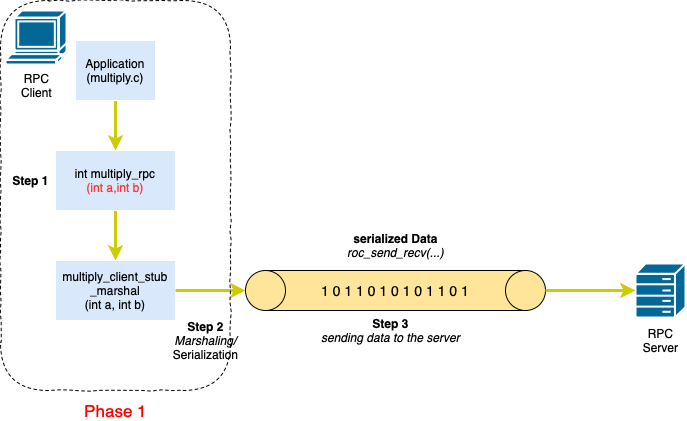 RPC
Client
Application
(multiply.c)
Step 1
int multiply_rpc
(int a,int b)
multiply_client_stub
_marshal
(int a, int b)
Step 2
Marshaling/
Serialization
serialized Data
roc_send_recv(...)
1 0 1 1 0 1 0 1 0 1 1 0 1
Step 3
sending data to the server
RPC
Server
Phase 1